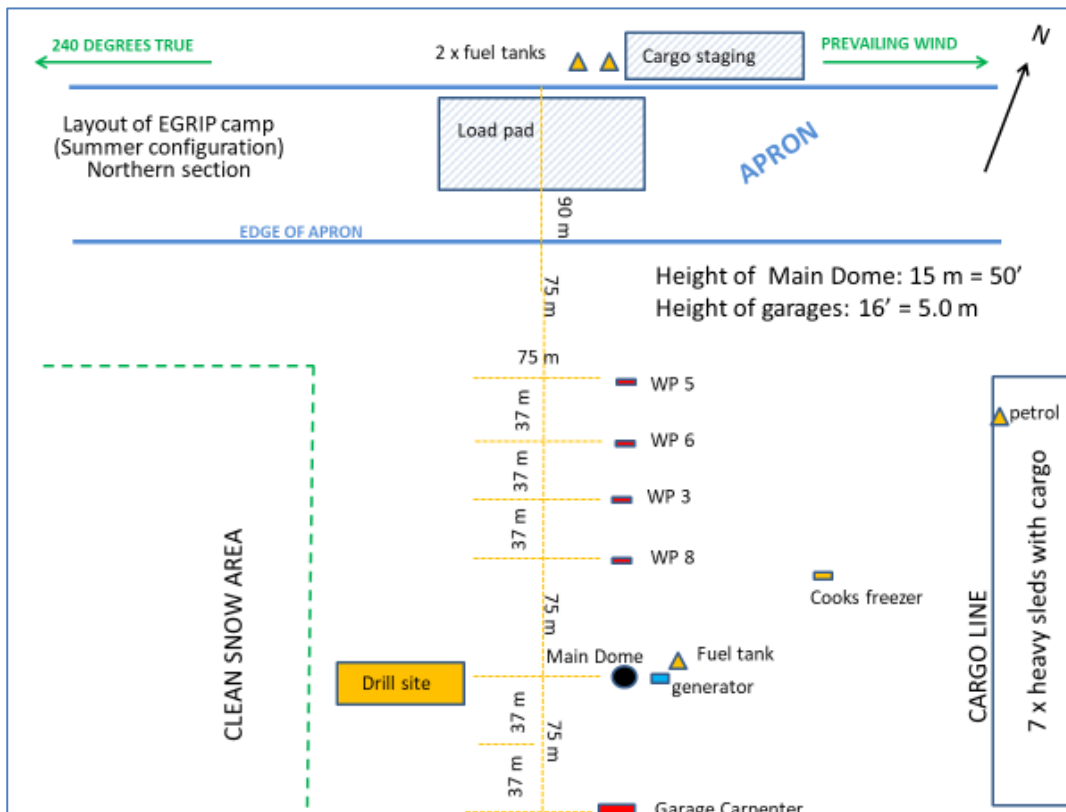 240 DEGREES TRUE
2 x fuel tanks
Cargo staging
PREVAILING WIND
N
Layout of EGRIP camp
(Summer configuration)
Northern section
Load pad
APRON
90 m
EDGE OF APRON
75 m
Height of Main Dome: 15 m = 50’
Height of garages: 16’ = 5.0 m
75 m
WP 5
petrol
37 m
WP 6
37 m
WP 3
37 m
WP 8
Cooks freezer
CLEAN SNOW AREA
CARGO LINE
7 x heavy sleds with cargo
75 m
Main Dome
Fuel tank
generator
Drill site
37 m
75 m
37 m
Garage Carpenter